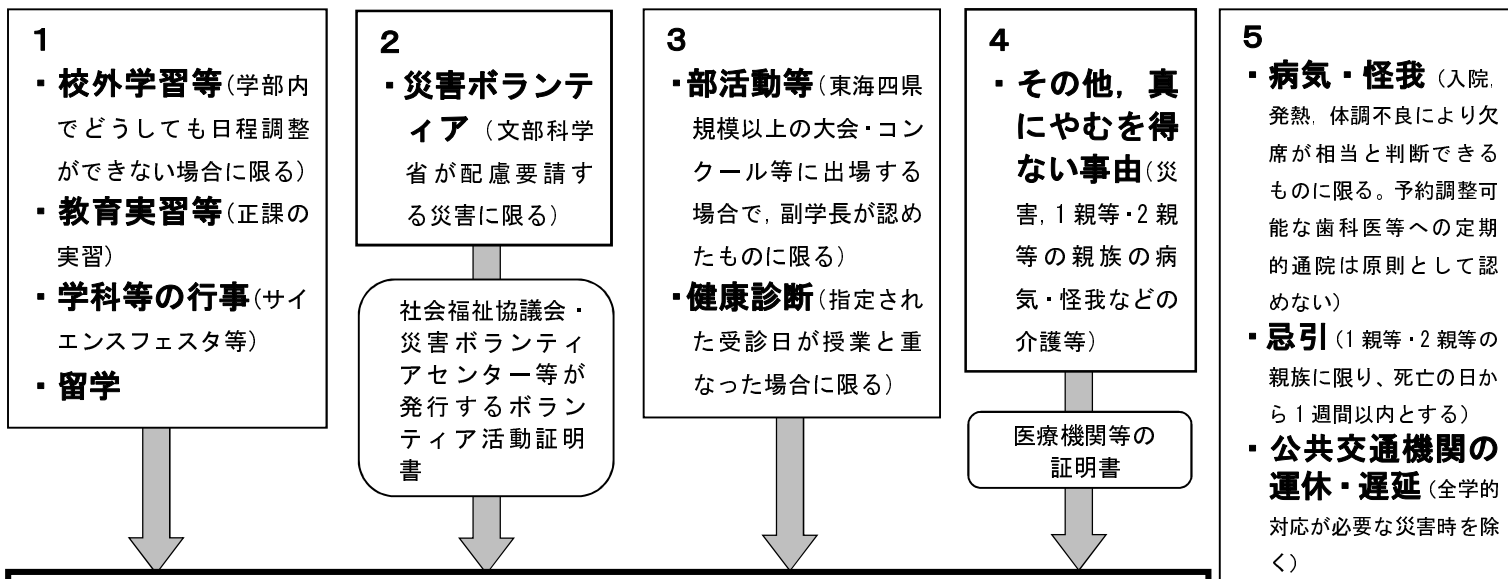 1
・校外学習等(学部内
でどうしても日程調整
ができない場合に限る)
・教育実習等(正課の
実習)
・学科等の行事(サイ
エンスフェスタ等)
・留学
2
・災害ボランテ
ィア(文部科学
省が配慮要請す
る災害に限る)
社会福祉協議会・
災害ボランティ
アセンター等が
発行するボラン
ティア活動証明
書
3
・部活動等(東海四県
規模以上の大会・コン
クール等に出場する
場合で,副学長が認め
たものに限る)
・健康診断(指定され
た受診日が授業と重
なった場合に限る)
4
・その他,真
にやむを得
ない事由(災
害,1親等・2親
等の親族の病
気・怪我などの
介護等)
医療機関等の
証明書
5
・病気・怪我(入院,
発熱,体調不良により欠
席が相当と判断できる
ものに限る。予約調整可
能な歯科医等への定期
的通院は原則として認
めない)
・忌引(1親等・2親等の
親族に限り、死亡の日か
ら1週間以内とする)
・公共交通機関の
運休・遅延(全学的
対応が必要な災害時を除
く)